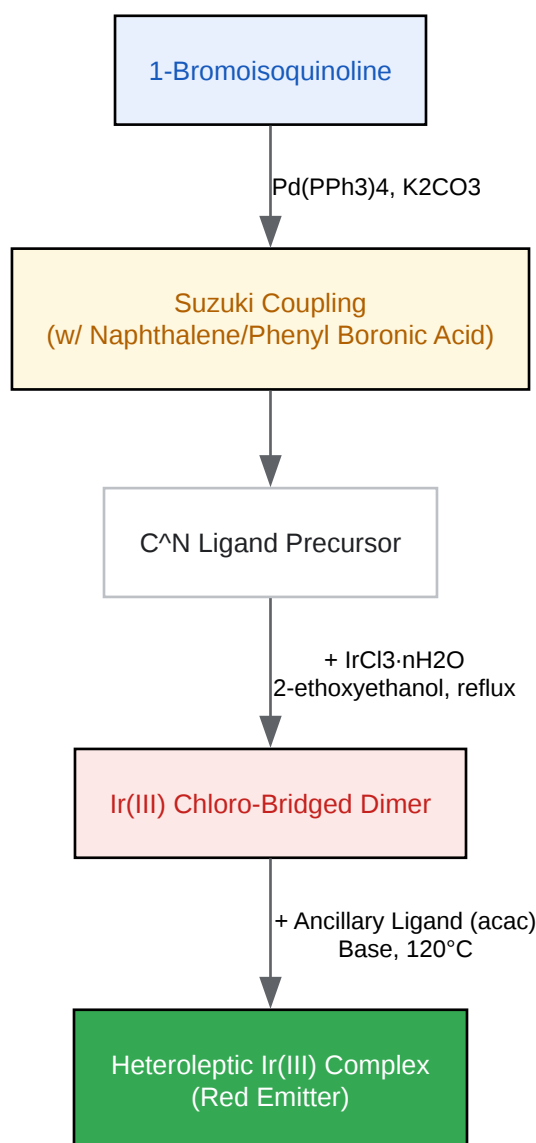 1-Bromoisoquinoline
Pd(PPh3)4, K2CO3
Suzuki Coupling
(w/ Naphthalene/Phenyl Boronic Acid)
C^N Ligand Precursor
+ IrCl3·nH2O
2-ethoxyethanol, reflux
Ir(III) Chloro-Bridged Dimer
+ Ancillary Ligand (acac)
Base, 120°C
Heteroleptic Ir(III) Complex
(Red Emitter)